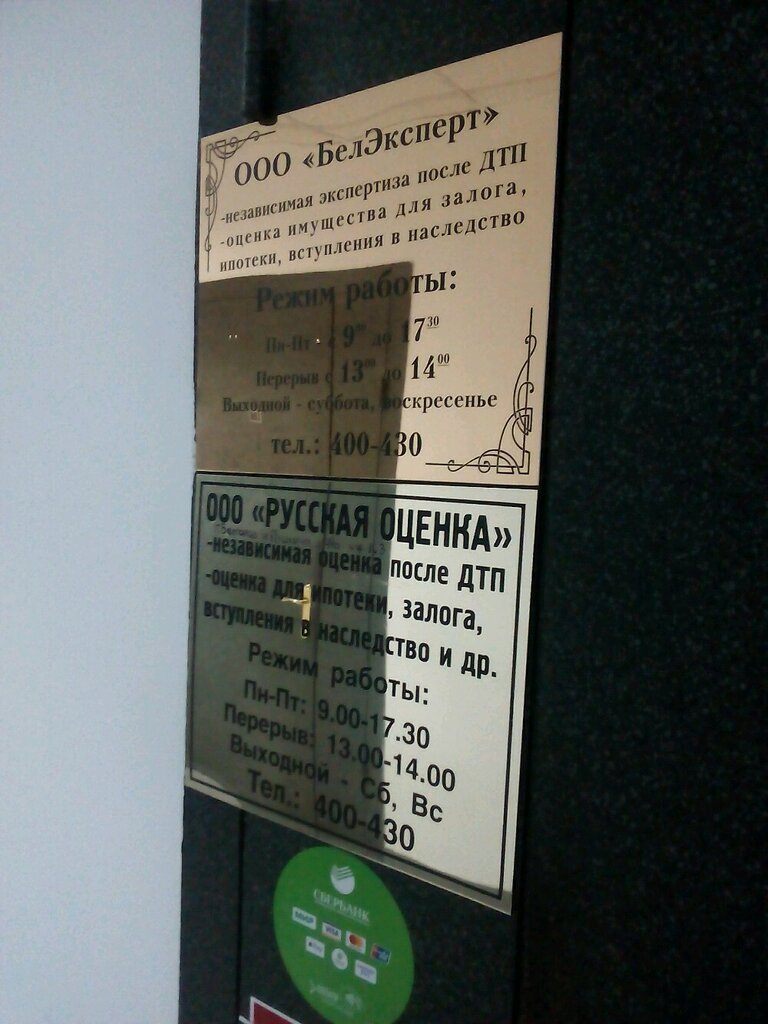 ООО «БелЭксперт»
-независимая экспертиза после ДТП
-оценка имущества для залога,
ипотеки, вступления в наследство
Режим работы:
Пн-Пт с 9⁰⁰ до 17³⁰
Перерыв с 13⁰⁰ до 14⁰⁰
Выходной - суббота, воскресенье
тел.: 400-430
ООО «РУССКАЯ ОЦЕНКА»
-независимая оценка после ДТП
-оценка для ипотеки, залога,
вступления в наследство и др.
Режим работы:
Пн-Пт: 9.00-17.30
Перерыв: 13.00-14.00
Выходной - Сб, Вс
Тел.: 400-430
СБЕРБАНК
МИР VISA